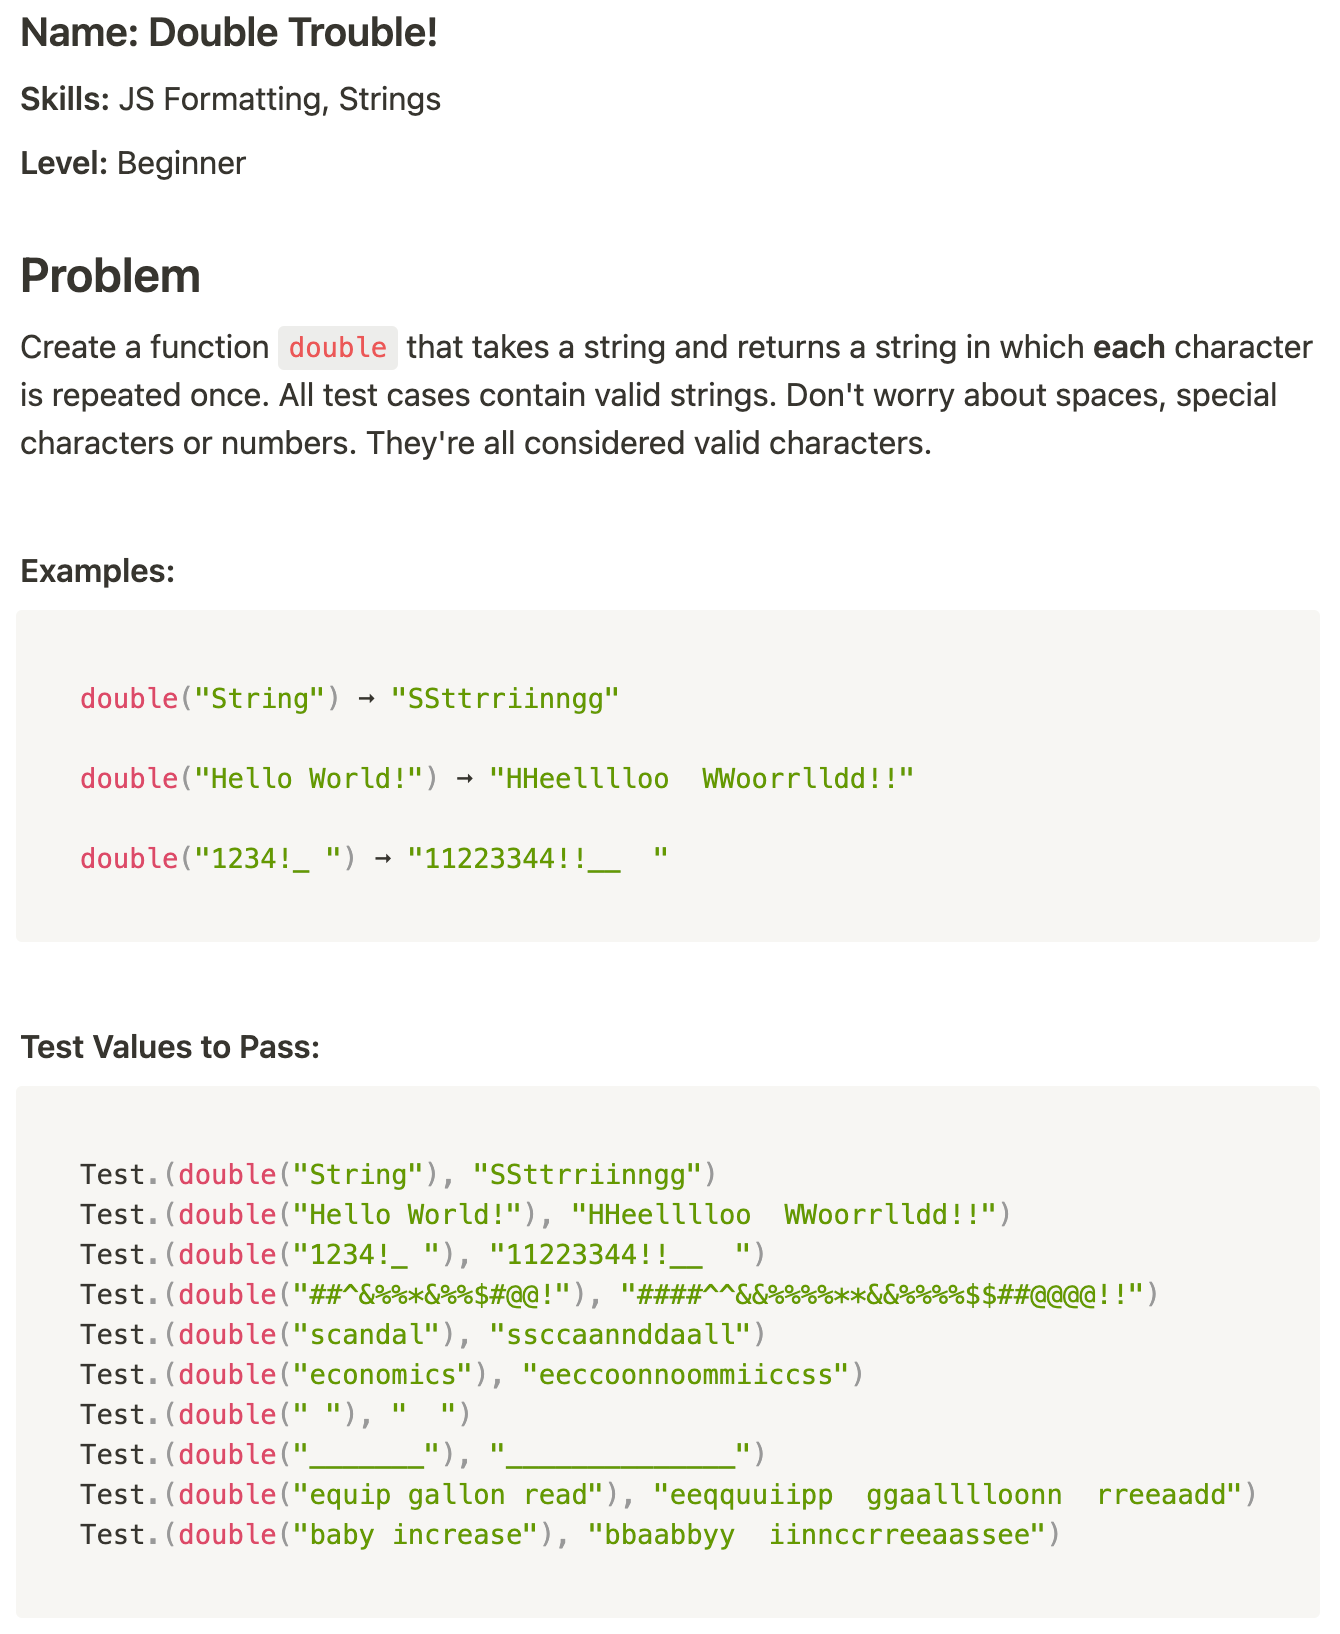 Name: Double Trouble!
Skills: JS Formatting, Strings
Level: Beginner
Problem
Create a function double that takes a string and returns a string in which each character
is repeated once. All test cases contain valid strings. Don't worry about spaces, special
characters or numbers. They're all considered valid characters.
Examples:
double("String") → "SSttrriinngg"
double("Hello World!") → "HHeelllloo  WWoorrlldd!!"
double("1234!_ ") → "11223344!!__  "
Test Values to Pass:
Test.(double("String"), "SSttrriinngg")
Test.(double("Hello World!"), "HHeelllloo  WWoorrlldd!!")
Test.(double("1234!_ "), "11223344!!__  ")
Test.(double("##^&%%*&%%$#@@!"), "####^^&&%%%%**&&%%%%$$##@@@@!!")
Test.(double("scandal"), "ssccaannddaall")
Test.(double("economics"), "eeccoonnoommiiccss")
Test.(double(" "), "  ")
Test.(double("_______"), "______________")
Test.(double("equip gallon read"), "eeqquuiipp  ggaalllloonn  rreeaadd")
Test.(double("baby increase"), "bbaabbyy  iinnccrreeaassee")